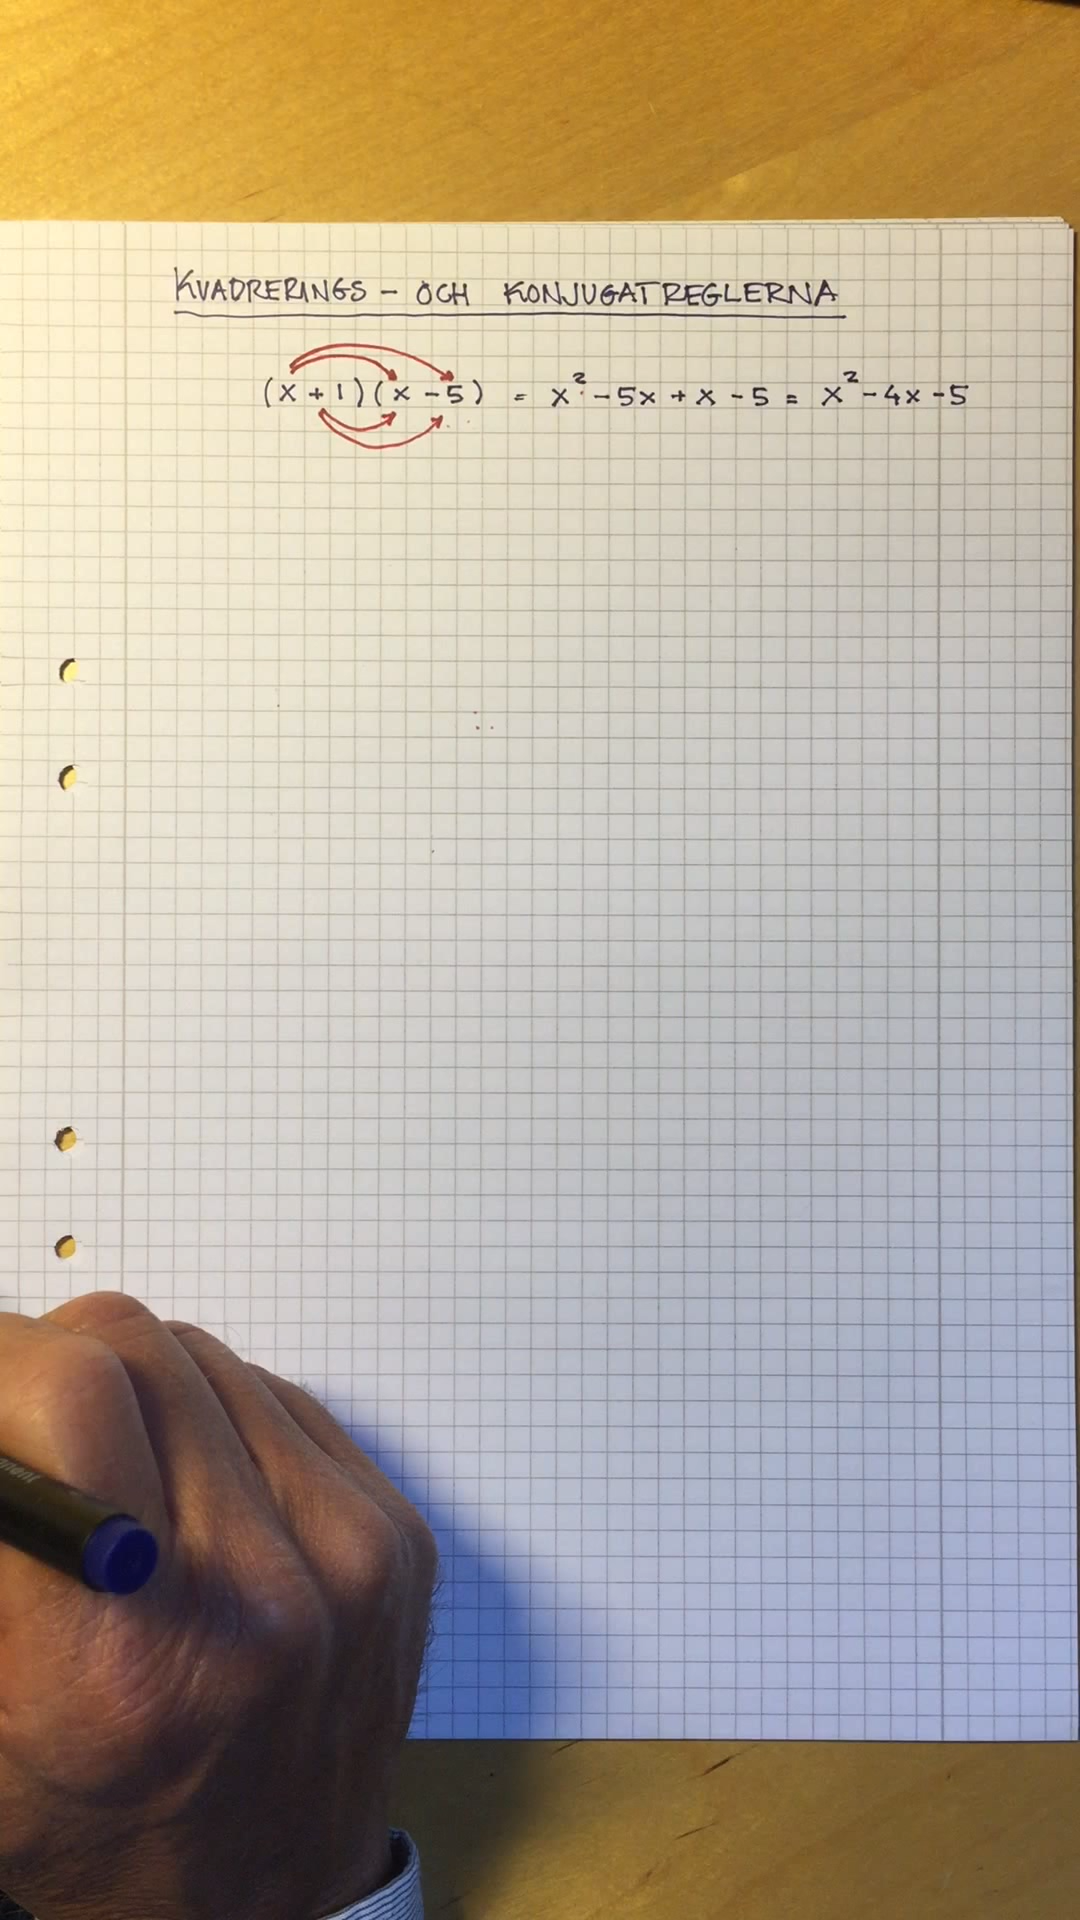 KVADRERINGS - OCH KONJUGATREGLERNA
(x + 1)(x - 5) = x² - 5x + x - 5 = x² - 4x - 5